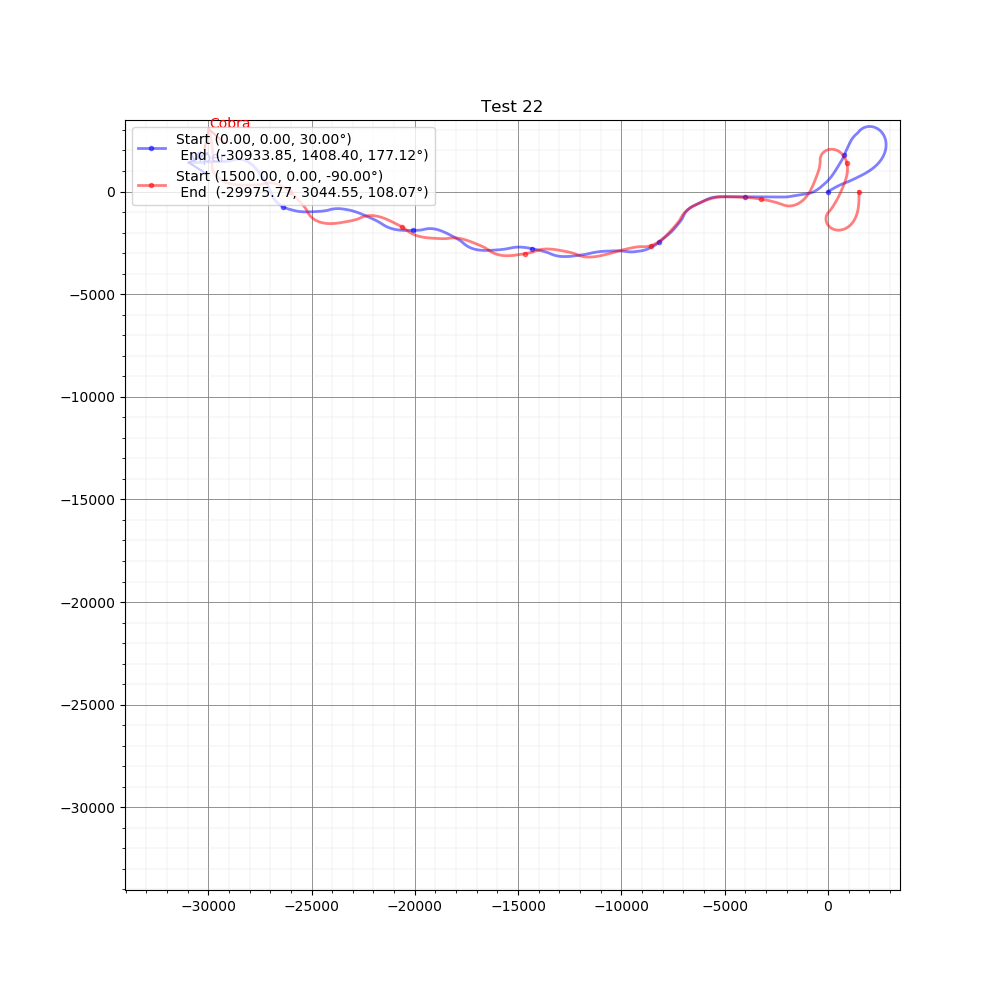 Test 22
Cobra
Start (0.00, 0.00, 30.00°)
End (-30933.85, 1408.40, 177.12°)
Start (1500.00, 0.00, -90.00°)
End (-29975.77, 3044.55, 108.07°)
0
−5000
−10000
−15000
−20000
−25000
−30000
−30000 −25000 −20000 −15000 −10000 −5000 0